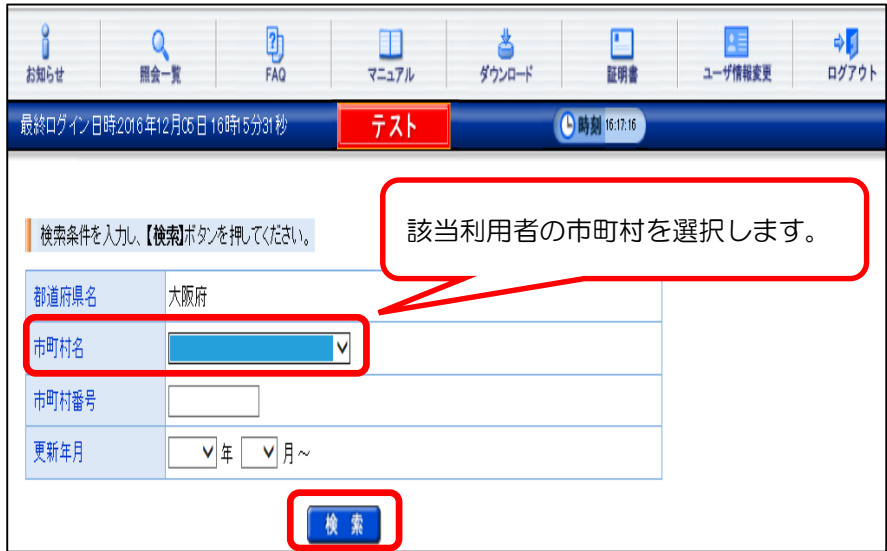 お知らせ
照会一覧
FAQ
マニュアル
ダウンロード
証明書
ユーザ情報変更
ログアウト
最終ログイン日時:2016年12月05日 16時15分31秒
テスト
時刻 16:17:16
該当利用者の市町村を選択します。
検索条件を入力し、【検索】ボタンを押してください。
都道府県名 大阪府
市町村名
市町村番号
更新年月 年 月～
検 索